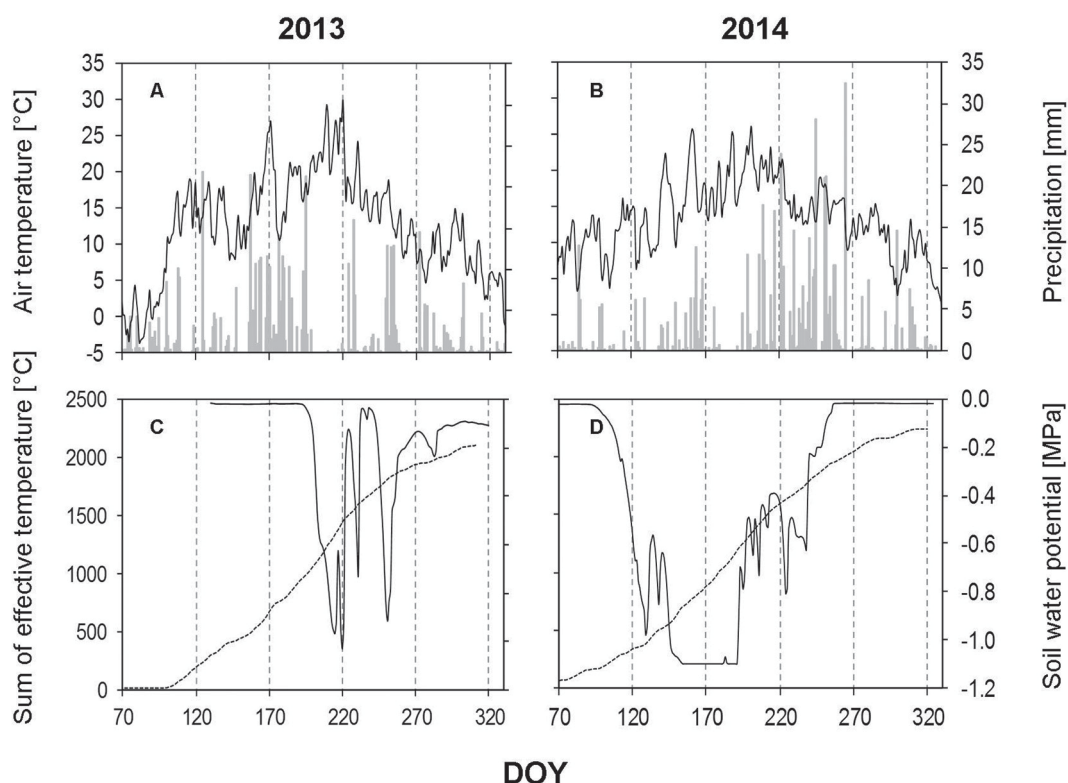 2013 2014
35 35
30 30
25 25
20 20
15 15
10 10
5 5
0 0
-5
A B
Air temperature [°C]
Precipitation [mm]
2500 0.0
2000 -0.2
1500 -0.4
1000 -0.6
500 -0.8
0 -1.0
-1.2
C D
Sum of effective temperature [°C]
Soil water potential [MPa]
70 120 170 220 270 320 70 120 170 220 270 320
DOY